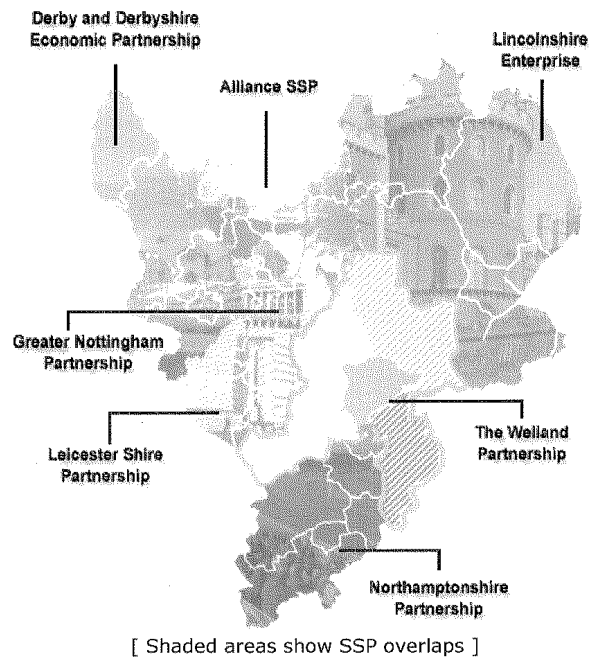 Derby and Derbyshire
Economic Partnership
Alliance SSP
Lincolnshire
Enterprise
Greater Nottingham
Partnership
Leicester Shire
Partnership
The Welland
Partnership
Northamptonshire
Partnership
[ Shaded areas show SSP overlaps ]